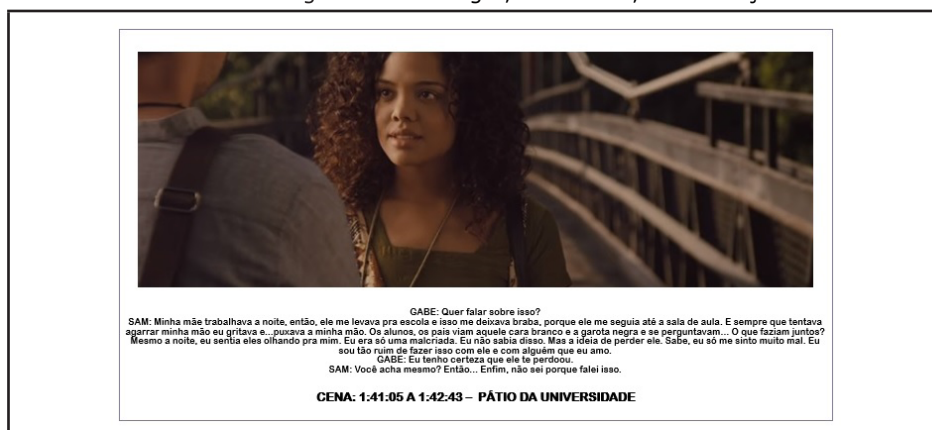 GABE: Quer falar sobre isso?
SAM: Minha mãe trabalhava a noite, então, ele me levava pra escola e isso me deixava braba, porque ele me seguia até a sala de aula. E sempre que tentava
agarrar minha mão eu gritava e...puxava a minha mão. Os alunos, os pais viam aquele cara branco e a garota negra e se perguntavam... O que faziam juntos?
Mesmo a noite, eu sentia eles olhando pra mim. Eu era só uma malcriada. Eu não sabia disso. Mas a ideia de perder ele. Sabe, eu só me sinto muito mal. Eu
sou tão ruim de fazer isso com ele e com alguém que eu amo.
GABE: Eu tenho certeza que ele te perdoou.
SAM: Você acha mesmo? Então... Enfim, não sei porque falei isso.
CENA: 1:41:05 A 1:42:43 – PÁTIO DA UNIVERSIDADE